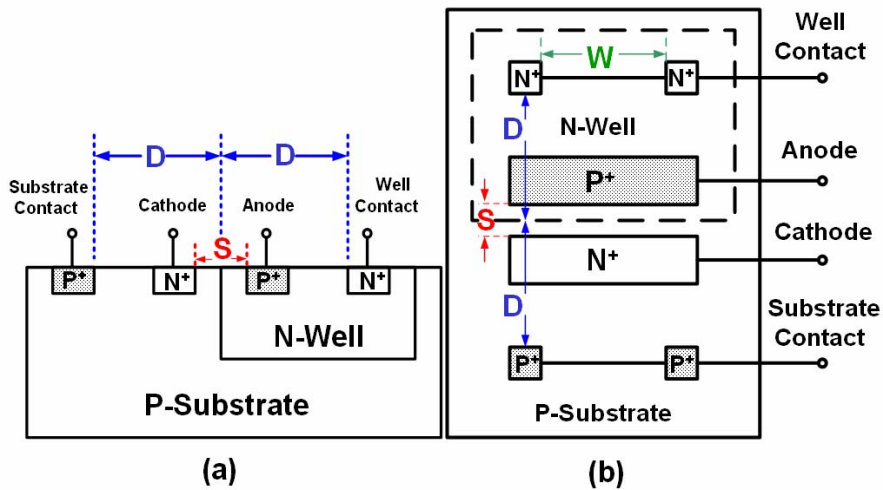 D
D
Substrate
Contact
Cathode
Anode
Well
Contact
S
P+
N+
P+
N+
N-Well
P-Substrate
(a)
Well
Contact
N+
W
N+
D
N-Well
Anode
P+
S
Cathode
N+
D
Substrate
Contact
P+
P+
P-Substrate
(b)